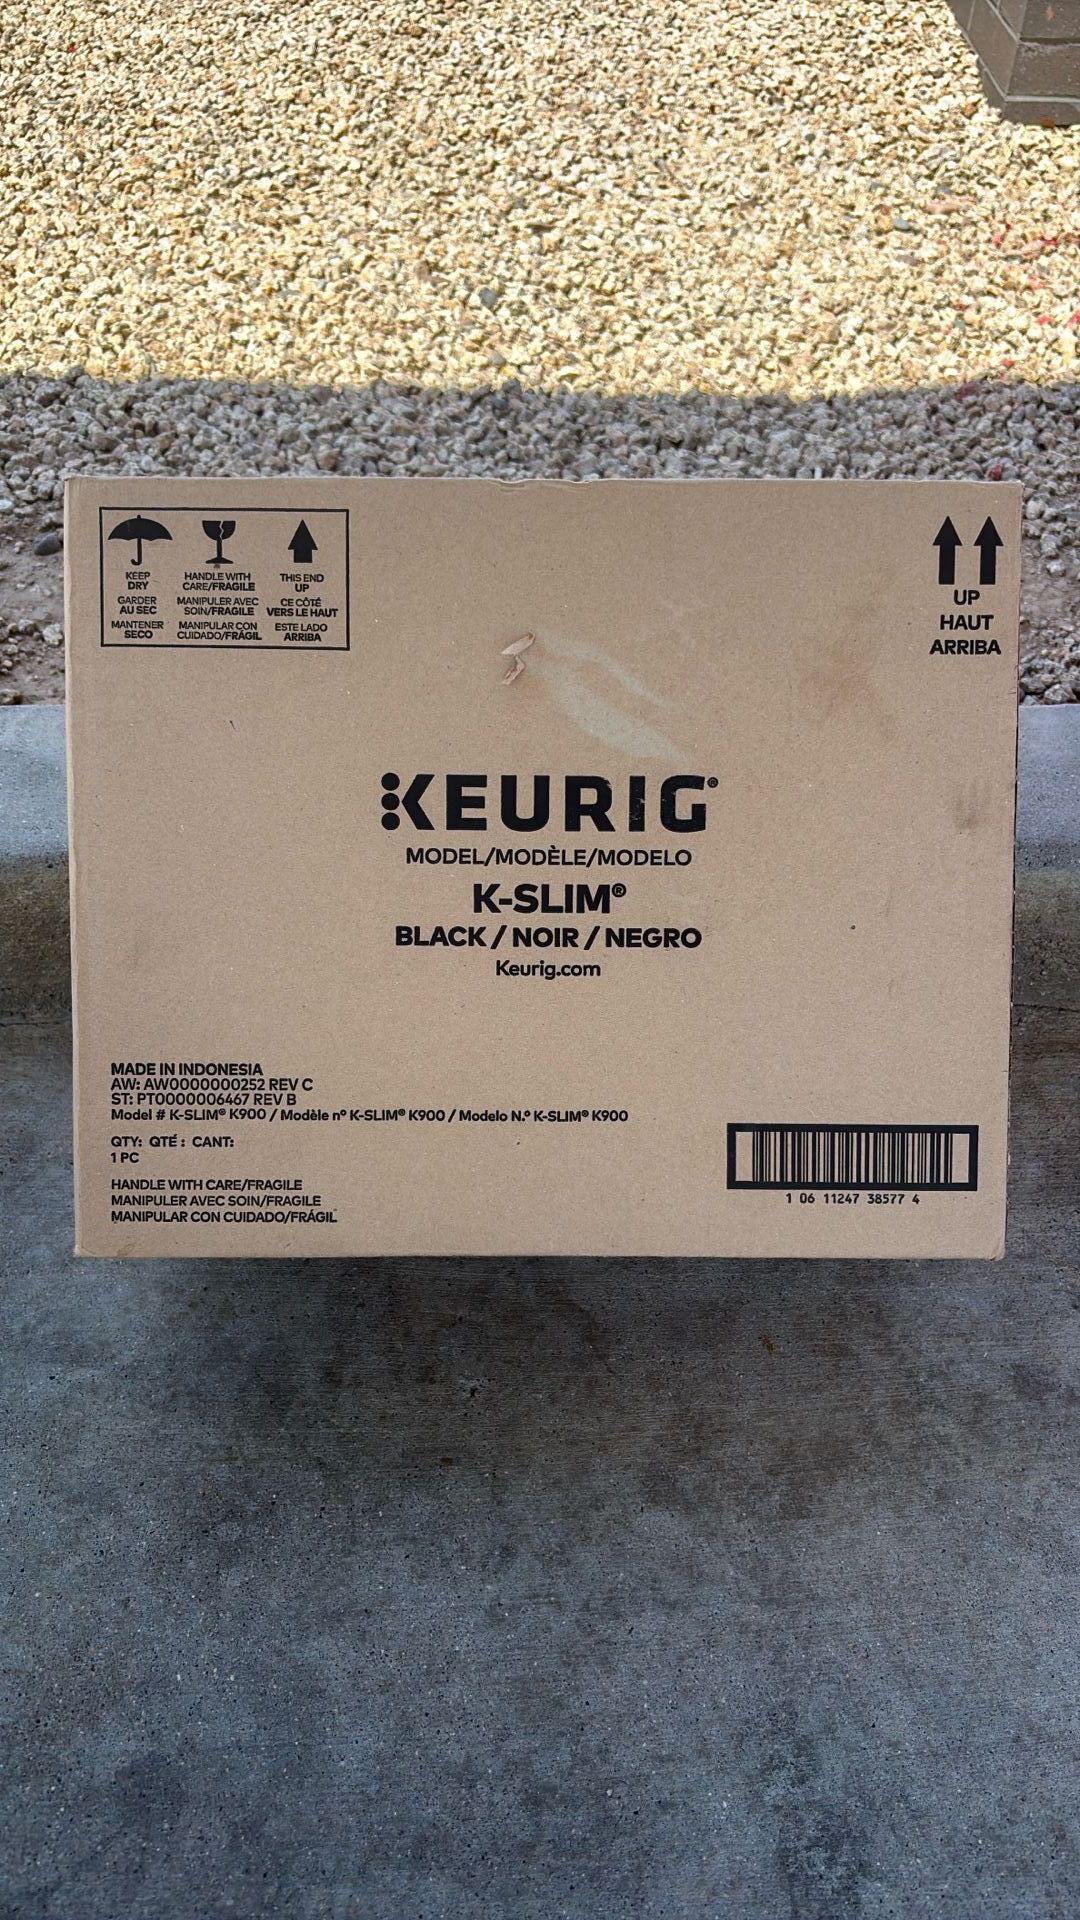 KEEP
DRY
GARDER
AU SEC
MANTENER
SECO
HANDLE WITH
CARE/FRAGILE
MANIPULER AVEC
SOIN/FRAGILE
MANIPULAR CON
CUIDADO/FRÁGIL
THIS END
UP
CE CÔTÉ
VERS LE HAUT
ESTE LADO
ARRIBA
UP
HAUT
ARRIBA
KEURIG®
MODEL/MODÈLE/MODELO
K-SLIM®
BLACK / NOIR / NEGRO
Keurig.com
MADE IN INDONESIA
AW: AW0000000252 REV C
ST: PT0000006467 REV B
Model # K-SLIM® K900 / Modèle nº K-SLIM® K900 / Modelo N.º K-SLIM® K900
QTY: QTÉ : CANT:
1 PC
HANDLE WITH CARE/FRAGILE
MANIPULER AVEC SOIN/FRAGILE
MANIPULAR CON CUIDADO/FRÁGIL
1 06 11247 38577 4